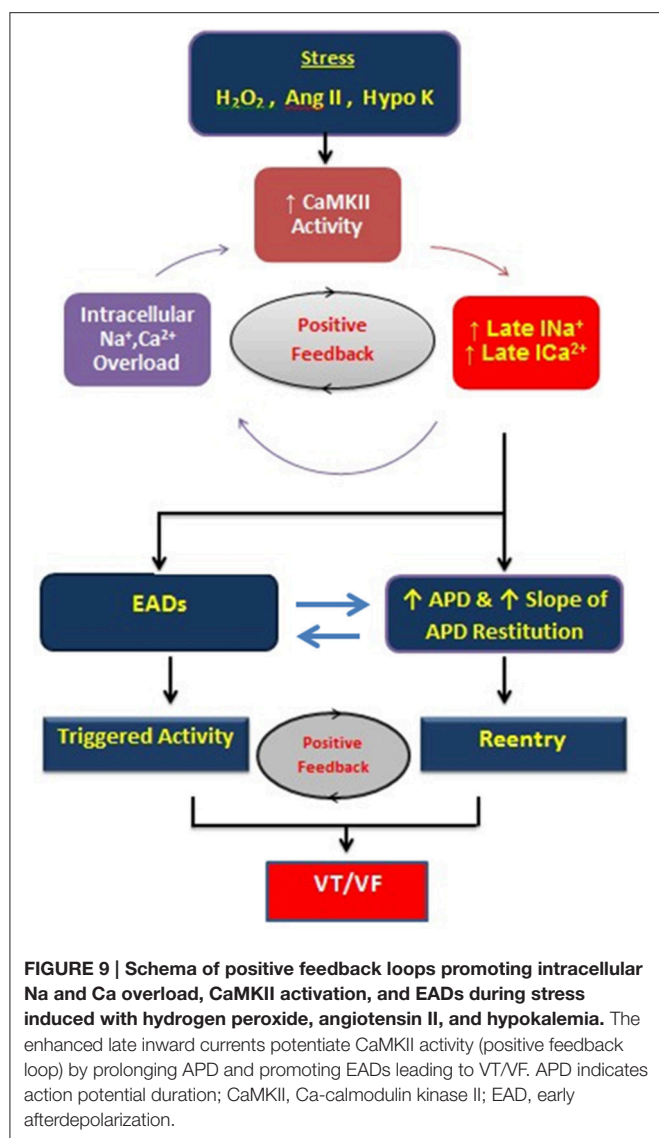 Stress
H₂O₂ , Ang II , Hypo K
↑ CaMKII
Activity
Intracellular
Na⁺,Ca²⁺
Overload
Positive
Feedback
↑ Late INa⁺
↑ Late ICa²⁺
EADs
↑ APD & ↑ Slope of
APD Restitution
Triggered Activity
Positive
Feedback
Reentry
VT/VF
FIGURE 9 | Schema of positive feedback loops promoting intracellular
Na and Ca overload, CaMKII activation, and EADs during stress
induced with hydrogen peroxide, angiotensin II, and hypokalemia. The
enhanced late inward currents potentiate CaMKII activity (positive feedback
loop) by prolonging APD and promoting EADs leading to VT/VF. APD indicates
action potential duration; CaMKII, Ca-calmodulin kinase II; EAD, early
afterdepolarization.